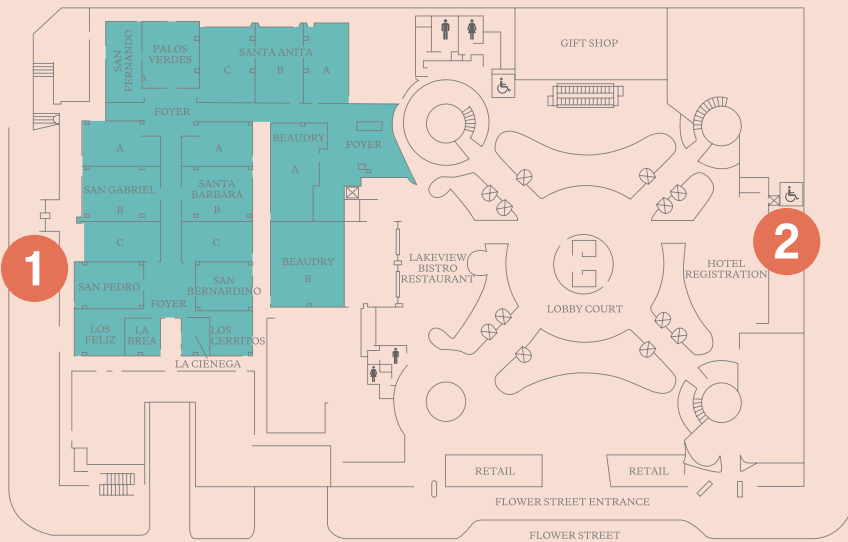 GIFT SHOP
SAN
FERNANDO
PALOS
VERDES
SANTA ANITA
C
B
A
FOYER
A
A
BEAUDRY
A
FOYER
SAN GABRIEL
B
SANTA
BARBARA
B
C
C
BEAUDRY
B
1
2
SAN PEDRO
SAN
BERNARDINO
FOYER
LOS
FELIZ
LA
BREA
LOS
CERRITOS
LA CIENEGA
LAKEVIEW
BISTRO
RESTAURANT
LOBBY COURT
HOTEL
REGISTRATION
RETAIL
RETAIL
FLOWER STREET ENTRANCE
FLOWER STREET